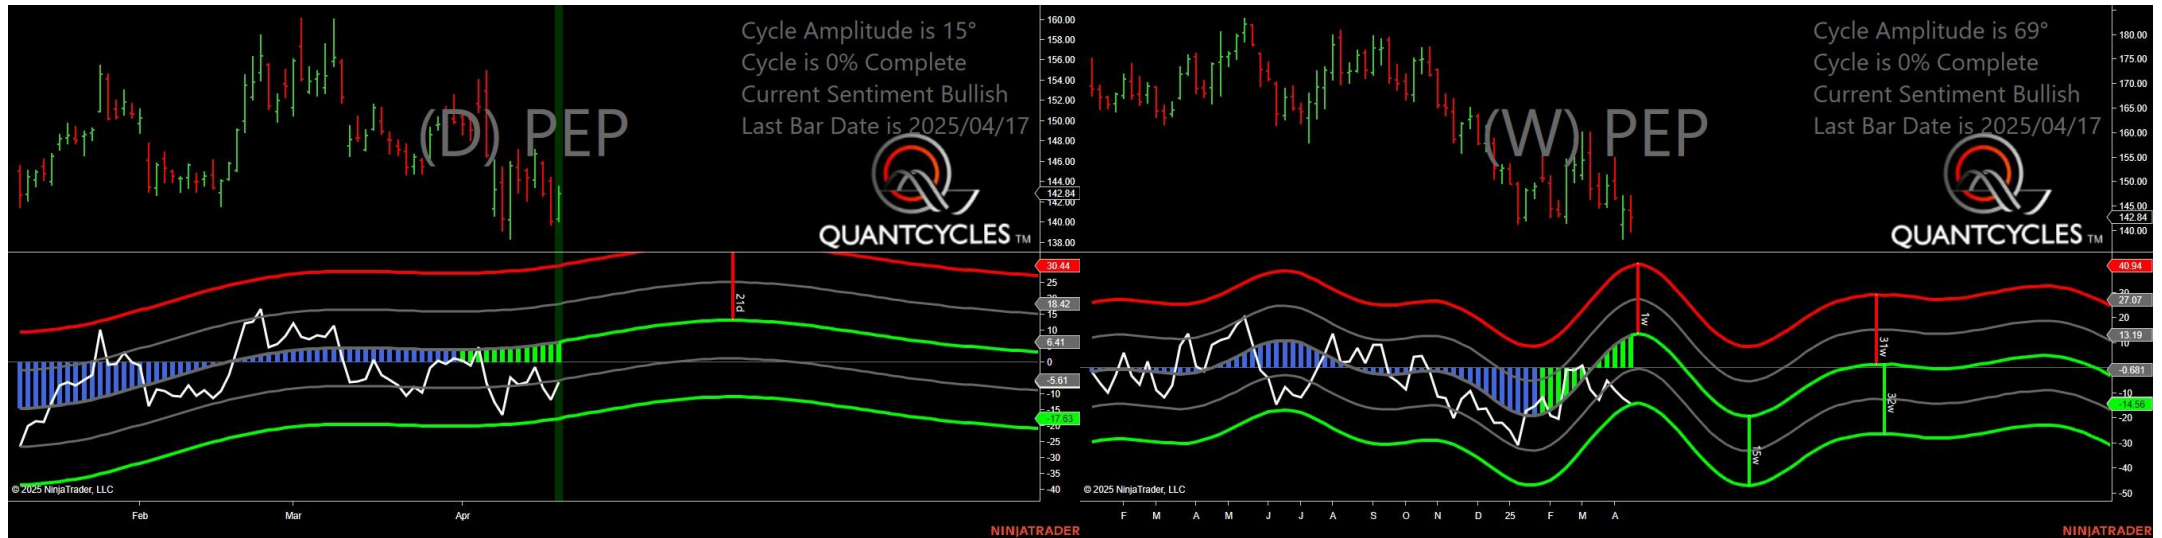 Cycle Amplitude is 15°
Cycle is 0% Complete
Current Sentiment Bullish
Last Bar Date is 2025/04/17
(D) PEP
QUANTCYCLES TM
160.00
158.00
156.00
154.00
152.00
150.00
148.00
146.00
144.00
142.84
142.00
140.00
138.00
30.44
25
18.42
15
10
6.41
0
-5.61
-10
-15
-17.63
-20
-25
-30
-35
-40
21d
© 2025 NinjaTrader, LLC
Feb
Mar
Apr
NINJATRADER
Cycle Amplitude is 69°
Cycle is 0% Complete
Current Sentiment Bullish
Last Bar Date is 2025/04/17
(W) PEP
QUANTCYCLES TM
180.00
175.00
170.00
165.00
160.00
155.00
150.00
145.00
142.84
140.00
40.94
27.07
20
13.19
10
-0.681
-10
-14.56
-20
-30
-40
-50
1w
31w
32w
15w
© 2025 NinjaTrader, LLC
F M A M J J A S O N D 25 F M A
NINJATRADER